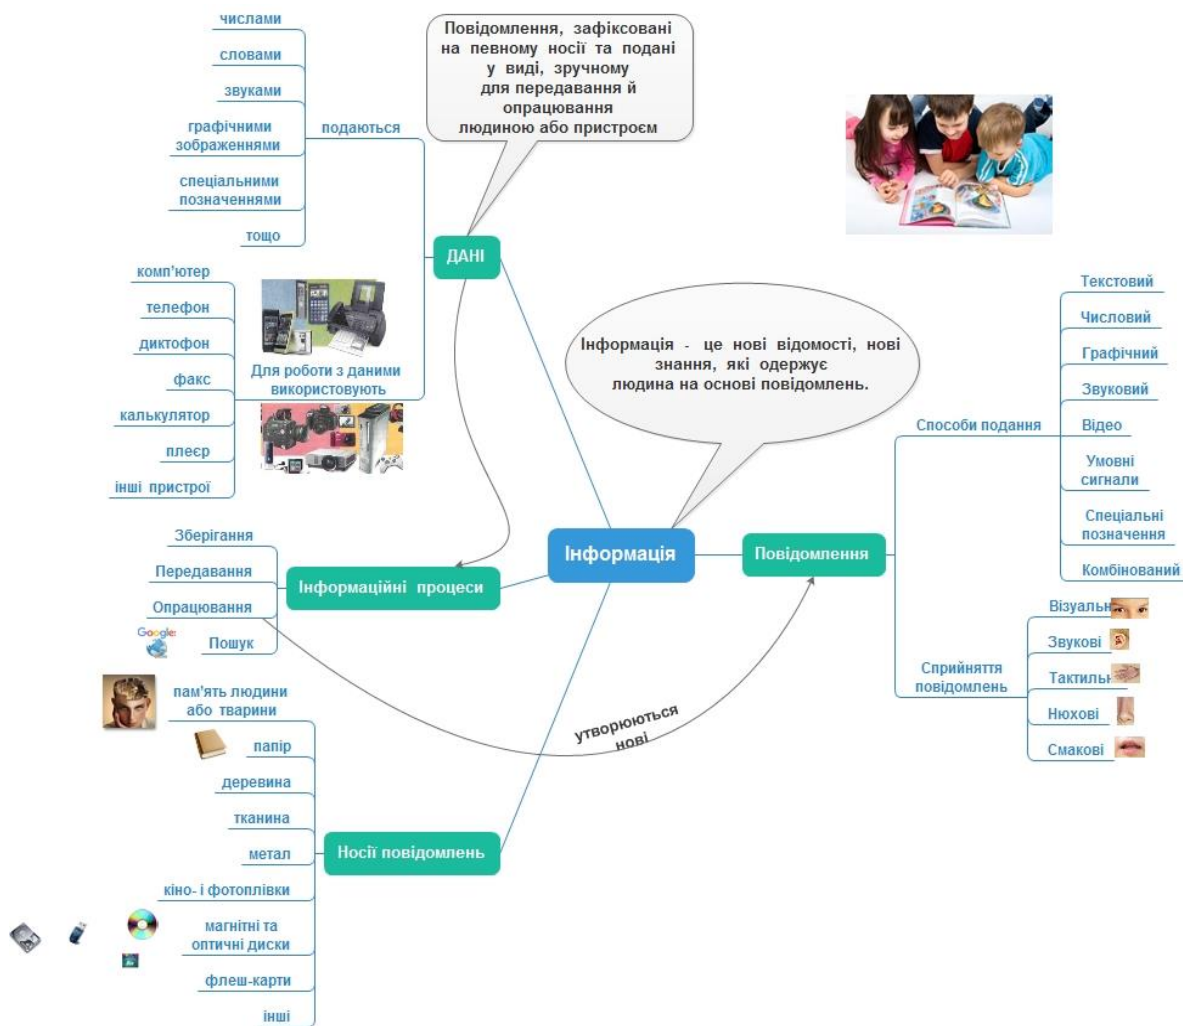 числами
словами
звуками
графічними
зображеннями
спеціальними
позначеннями
тощо
подаються
Повідомлення, зафіксовані
на певному носії та подані
у виді, зручному
для передавання й
опрацювання
людиною або пристроєм
ДАНІ
комп'ютер
телефон
диктофон
факс
калькулятор
плеєр
інші пристрої
Для роботи з даними
використовують
Інформація - це нові відомості, нові
знання, які одержує
людина на основі повідомлень.
Інформація
Зберігання
Передавання
Опрацювання
Google
Пошук
Інформаційні процеси
пам'ять людини
або тварини
папір
деревина
тканина
метал
кіно- і фотоплівки
магнітні та
оптичні диски
флеш-карти
інші
Носії повідомлень
утворюються
нові
Повідомлення
Способи подання
Текстовий
Числовий
Графічний
Звуковий
Відео
Умовні
сигнали
Спеціальні
позначення
Комбінований
Сприйняття
повідомлень
Візуальн
Звукові
Тактильн
Нюхові
Смакові